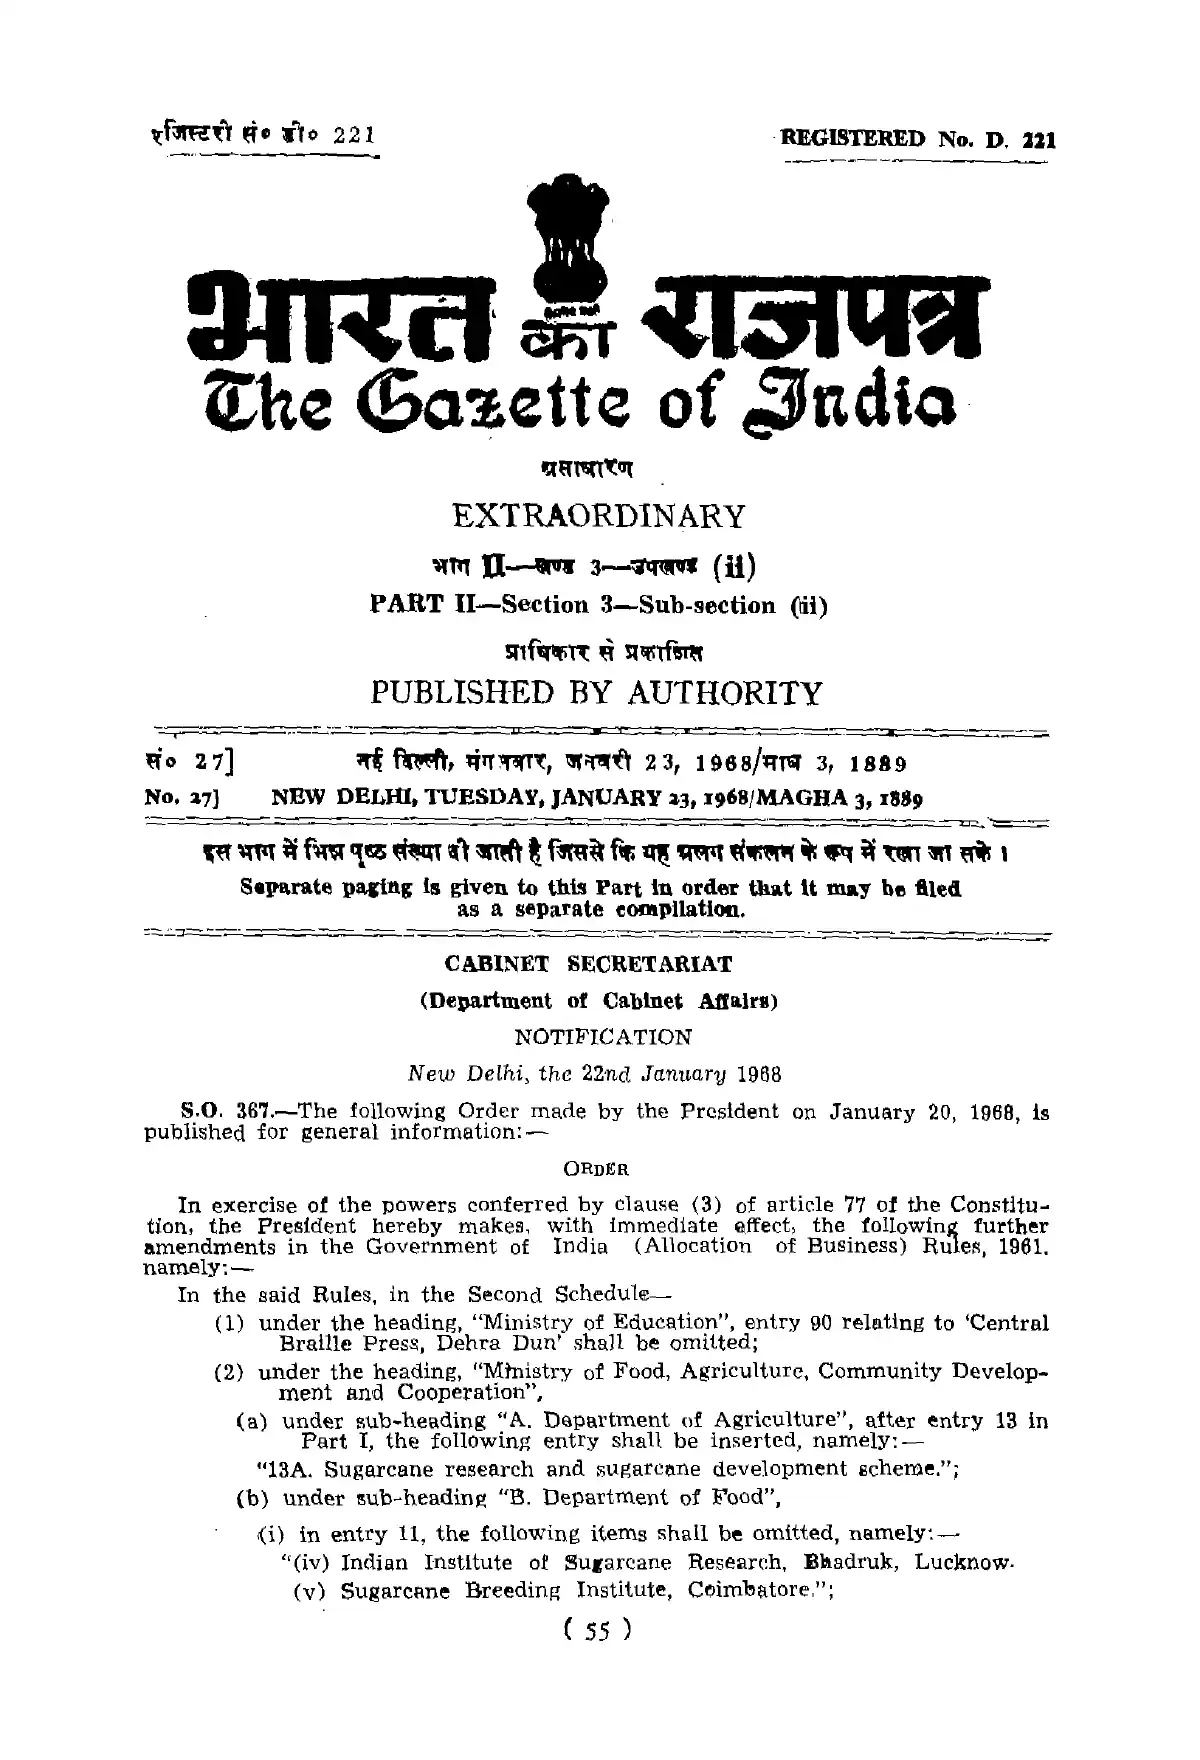 रजिस्टरी सं० डी० 221
REGISTERED No. D. 221
भारत का राजपत्र
The Gazette of India
असाधारण
EXTRAORDINARY
भाग II—खण्ड 3—उपखण्ड (ii)
PART II—Section 3—Sub-section (ii)
प्राधिकार से प्रकाशित
PUBLISHED BY AUTHORITY
सं० 27] नई दिल्ली, मंगलवार, जनवरी 23, 1968/माघ 3, 1889
No. 27] NEW DELHI, TUESDAY, JANUARY 23, 1968/MAGHA 3, 1889
इस भाग में भिन्न पृष्ठ संख्या दी जाती है जिससे कि यह अलग संकलन के रूप में रखा जा सके ।
Separate paging is given to this Part in order that it may be filed
as a separate compilation.
CABINET SECRETARIAT
(Department of Cabinet Affairs)
NOTIFICATION
New Delhi, the 22nd January 1968
S.O. 367.—The following Order made by the President on January 20, 1968, is
published for general information:—
ORDER
In exercise of the powers conferred by clause (3) of article 77 of the Constitu-
tion, the President hereby makes, with immediate effect, the following further
amendments in the Government of India (Allocation of Business) Rules, 1961.
namely:—
In the said Rules, in the Second Schedule—
(1) under the heading, "Ministry of Education", entry 90 relating to 'Central
Braille Press, Dehra Dun' shall be omitted;
(2) under the heading, "Ministry of Food, Agriculture, Community Develop-
ment and Cooperation",
(a) under sub-heading "A. Department of Agriculture", after entry 13 in
Part I, the following entry shall be inserted, namely:—
"13A. Sugarcane research and sugarcane development scheme.";
(b) under sub-heading "B. Department of Food",
(i) in entry 11, the following items shall be omitted, namely:—
"(iv) Indian Institute of Sugarcane Research, Bhadruk, Lucknow.
(v) Sugarcane Breeding Institute, Coimbatore.";
( 55 )